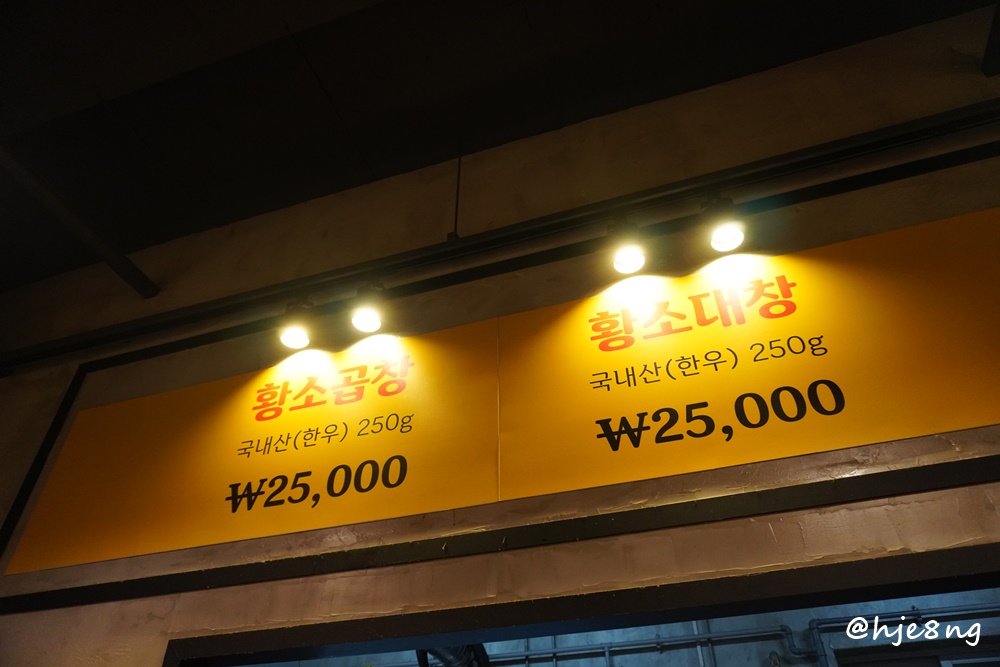 황소곱창
국내산(한우) 250g
₩25,000
황소대창
국내산(한우) 250g
₩25,000
@hje8ng